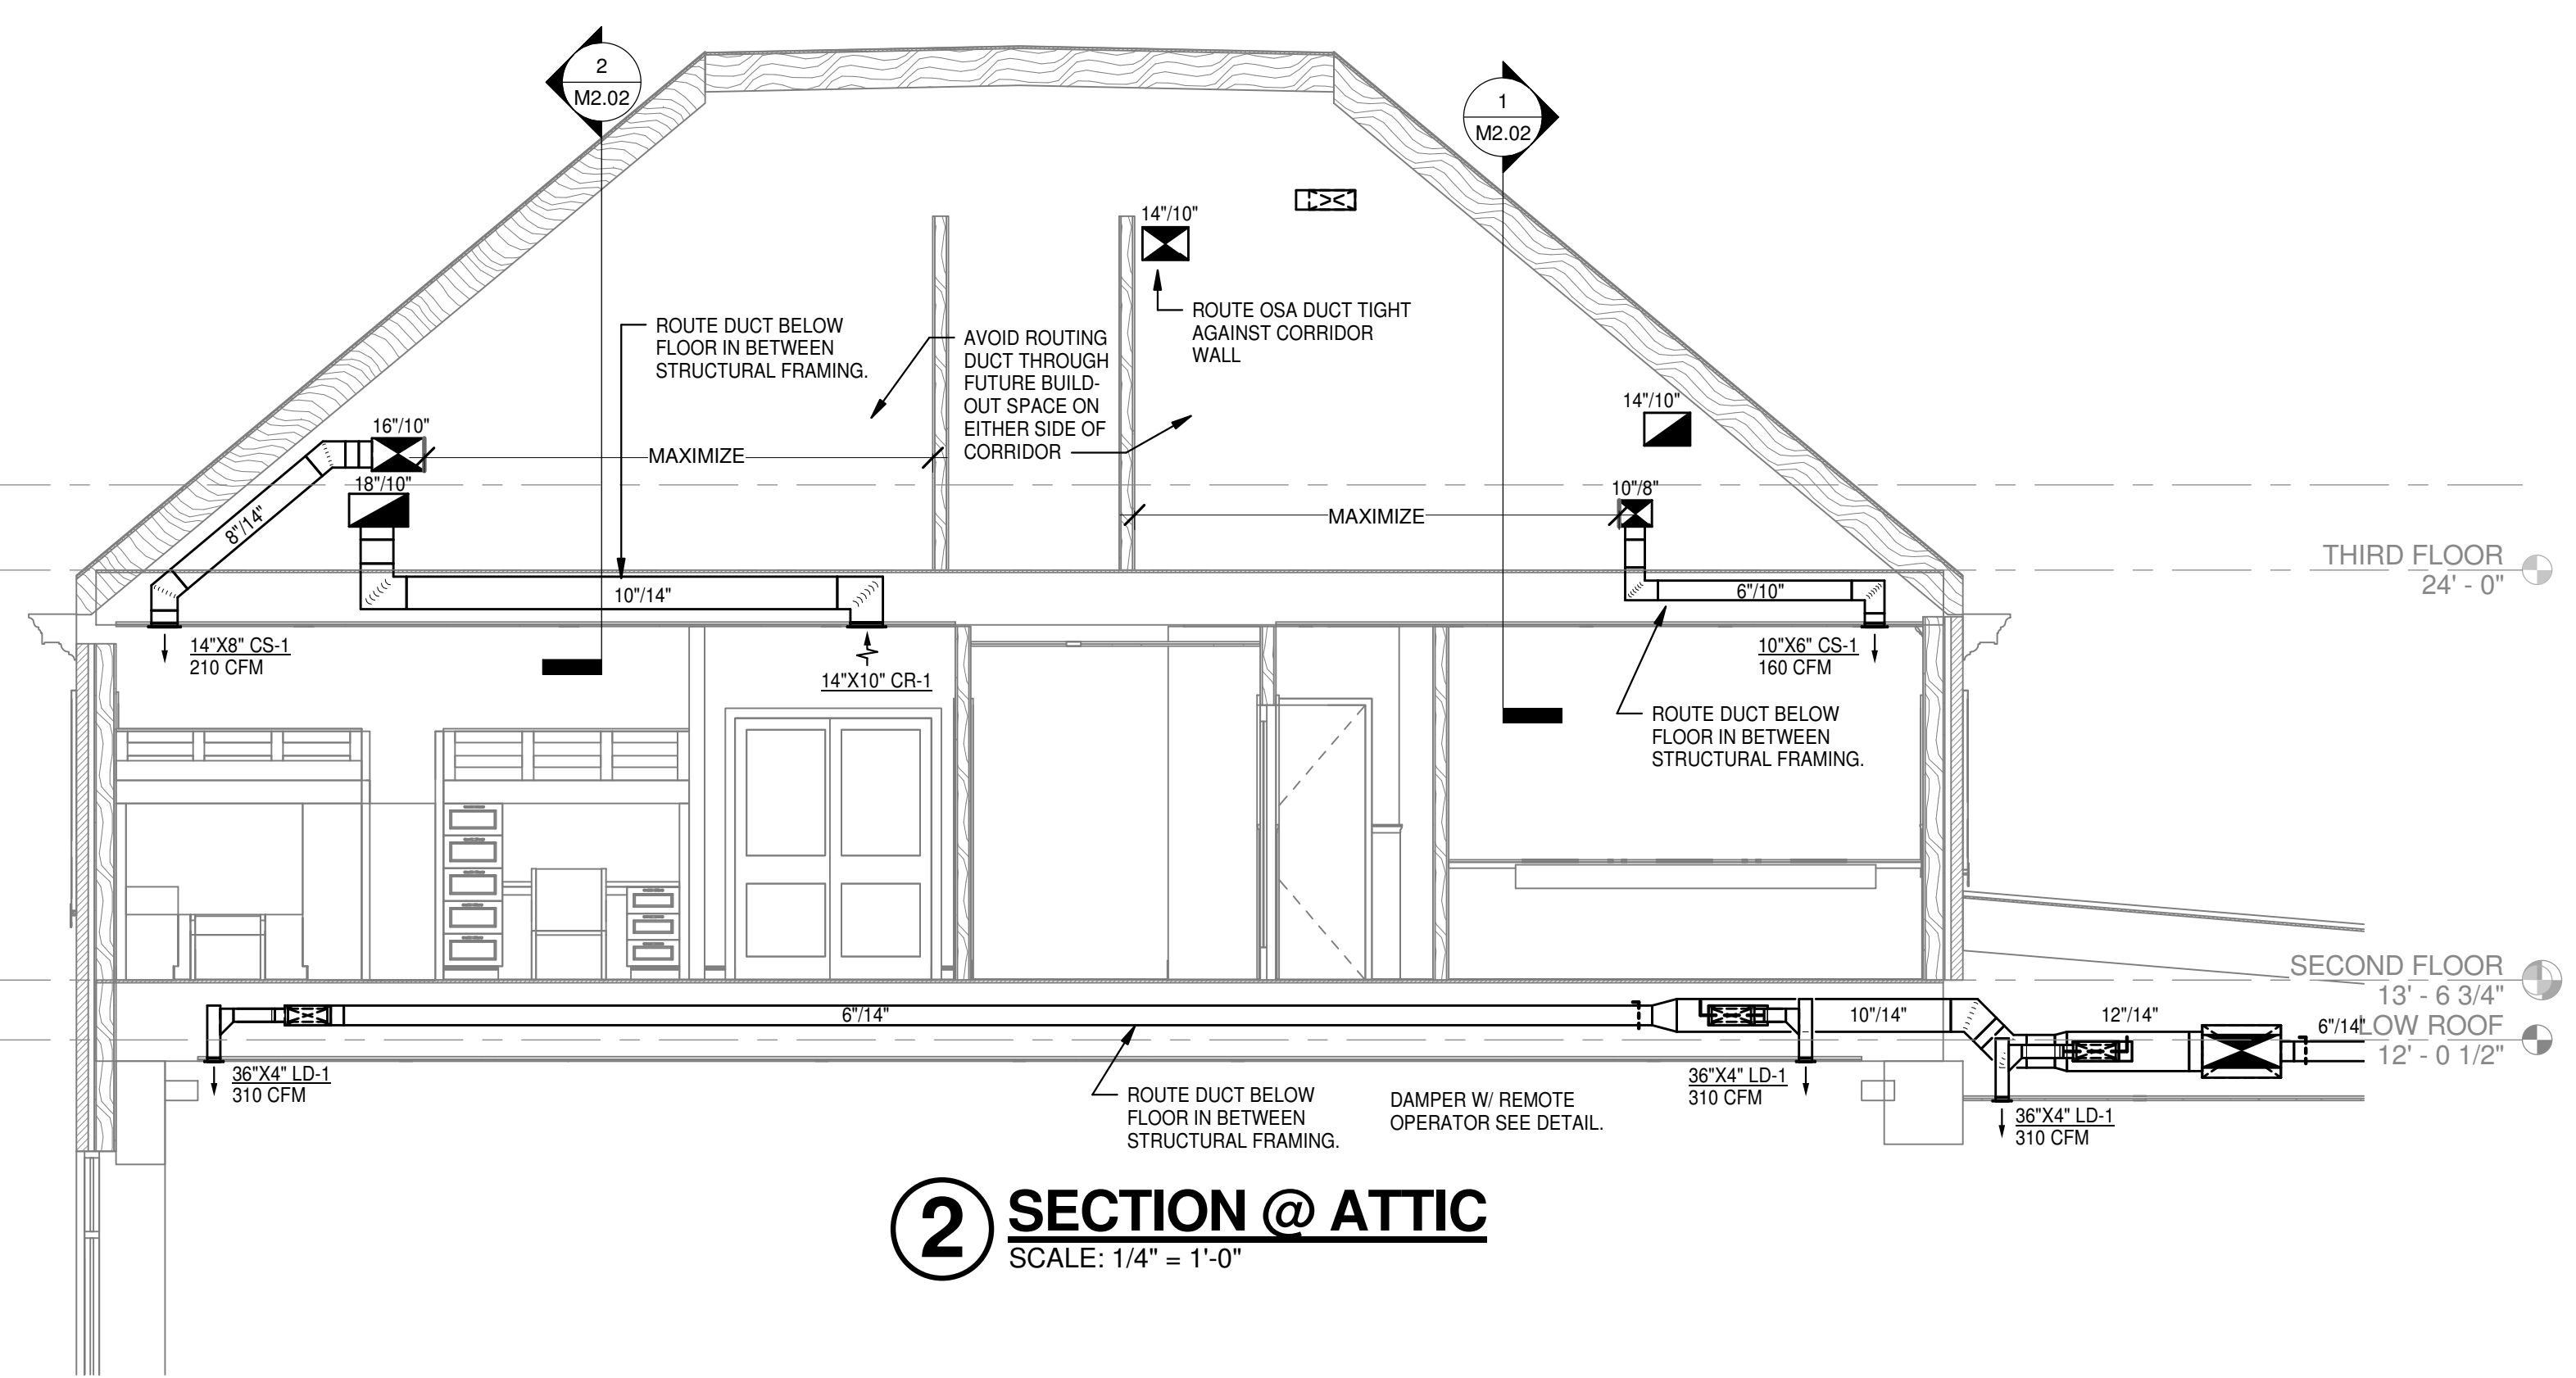 2
M2.02
1
M2.02
14"/10"
ROUTE OSA DUCT TIGHT
AGAINST CORRIDOR
WALL
ROUTE DUCT BELOW
FLOOR IN BETWEEN
STRUCTURAL FRAMING.
AVOID ROUTING
DUCT THROUGH
FUTURE BUILD-
OUT SPACE ON
EITHER SIDE OF
CORRIDOR
16"/10"
MAXIMIZE
14"/10"
18"/10"
8"/14"
10"/8"
MAXIMIZE
THIRD FLOOR
24' - 0"
10"/14"
6"/10"
14"X8" CS-1
210 CFM
14"X10" CR-1
10"X6" CS-1
160 CFM
ROUTE DUCT BELOW
FLOOR IN BETWEEN
STRUCTURAL FRAMING.
SECOND FLOOR
13' - 6 3/4"
6"/14"
10"/14"
12"/14"
6"/14"
LOW ROOF
12' - 0 1/2"
36"X4" LD-1
310 CFM
ROUTE DUCT BELOW
FLOOR IN BETWEEN
STRUCTURAL FRAMING.
DAMPER W/ REMOTE
OPERATOR SEE DETAIL.
36"X4" LD-1
310 CFM
36"X4" LD-1
310 CFM
2 SECTION @ ATTIC
SCALE: 1/4" = 1'-0"